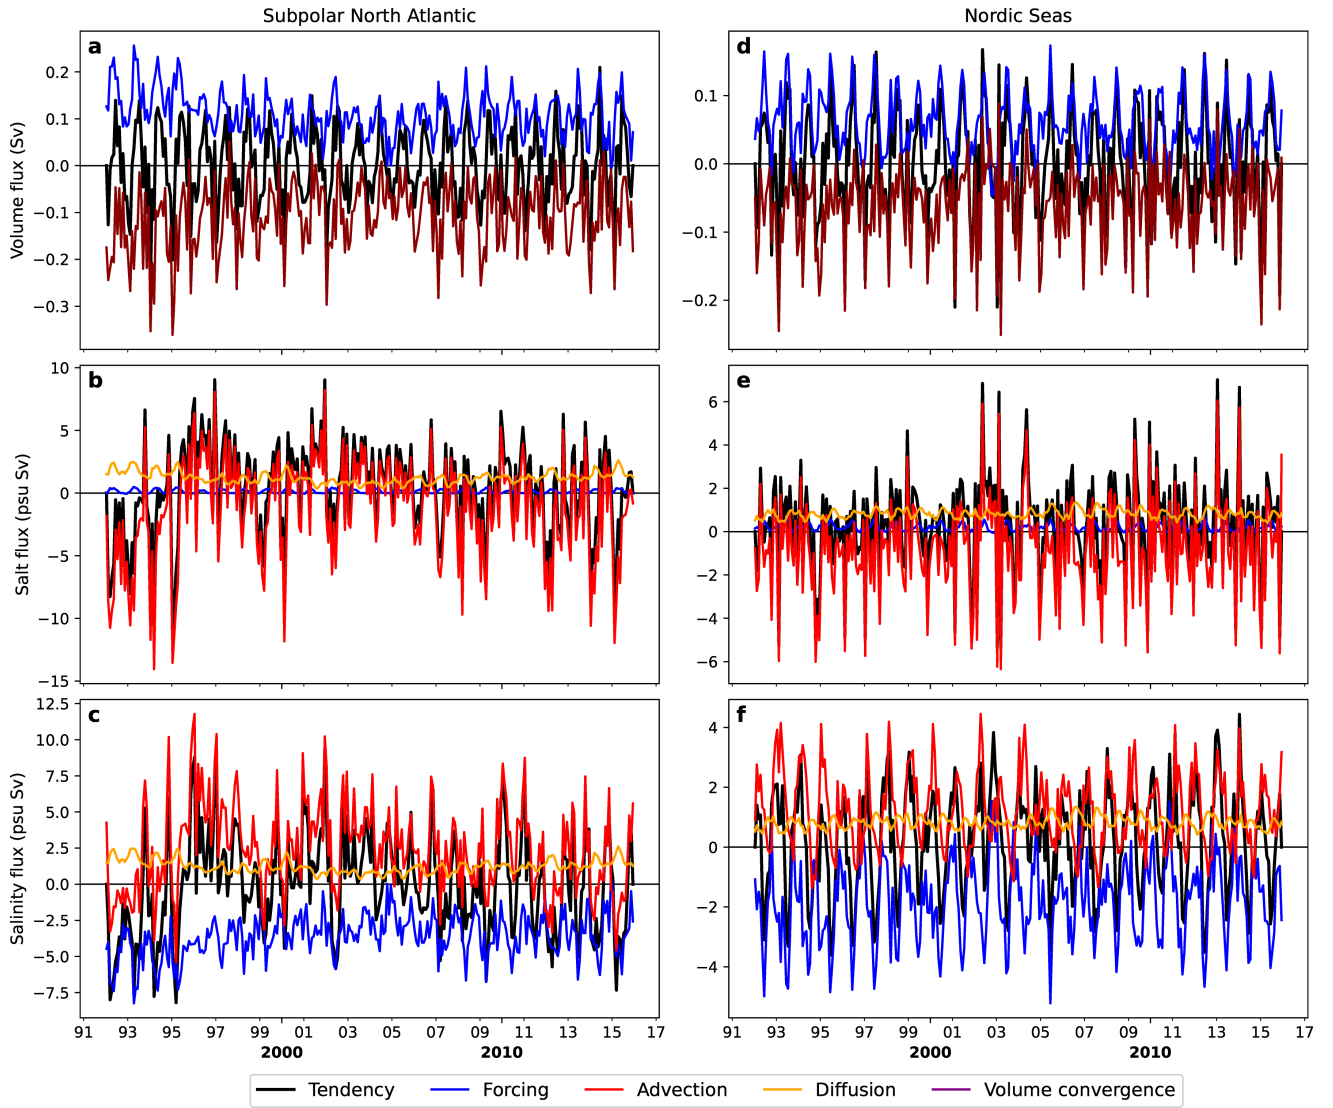 Subpolar North Atlantic
Nordic Seas
a
Volume flux (Sv)
0.2
0.1
0.0
−0.1
−0.2
−0.3
d
0.1
0.0
−0.1
−0.2
b
Salt flux (psu Sv)
10
5
0
−5
−10
−15
e
6
4
2
0
−2
−4
−6
c
Salinity flux (psu Sv)
12.5
10.0
7.5
5.0
2.5
0.0
−2.5
−5.0
−7.5
f
4
2
0
−2
−4
91 93 95 97 99 01 03 05 07 09 11 13 15 17
2000 2010
91 93 95 97 99 01 03 05 07 09 11 13 15 17
2000 2010
Tendency Forcing Advection Diffusion Volume convergence